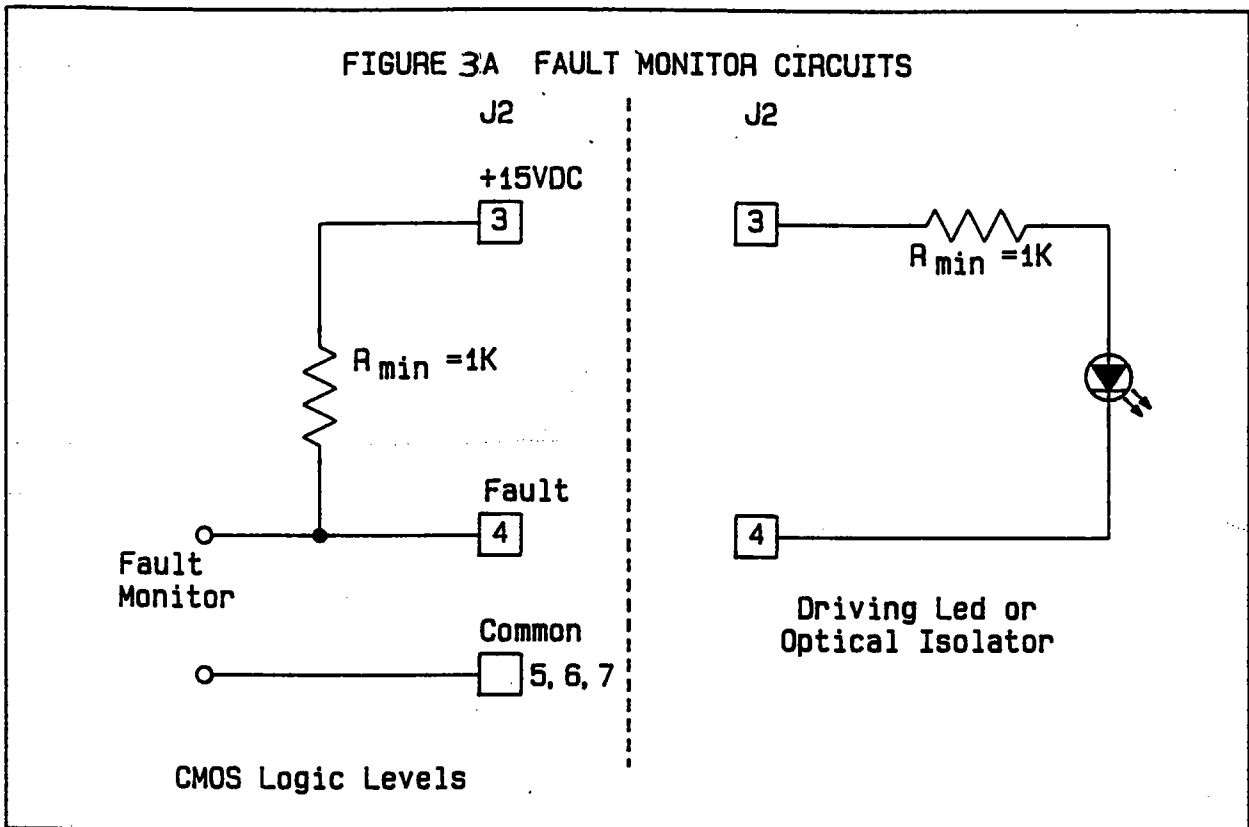 FIGURE 3A FAULT MONITOR CIRCUITS
J2
+15VDC
3
R min =1K
Fault
4
Fault
Monitor
Common
5, 6, 7
CMOS Logic Levels
J2
3
R min =1K
4
Driving Led or
Optical Isolator